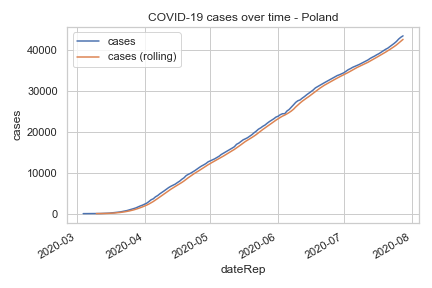 COVID-19 cases over time - Poland
cases
cases (rolling)
40000
30000
20000
10000
0
cases
2020-03
2020-04
2020-05
2020-06
2020-07
2020-08
dateRep